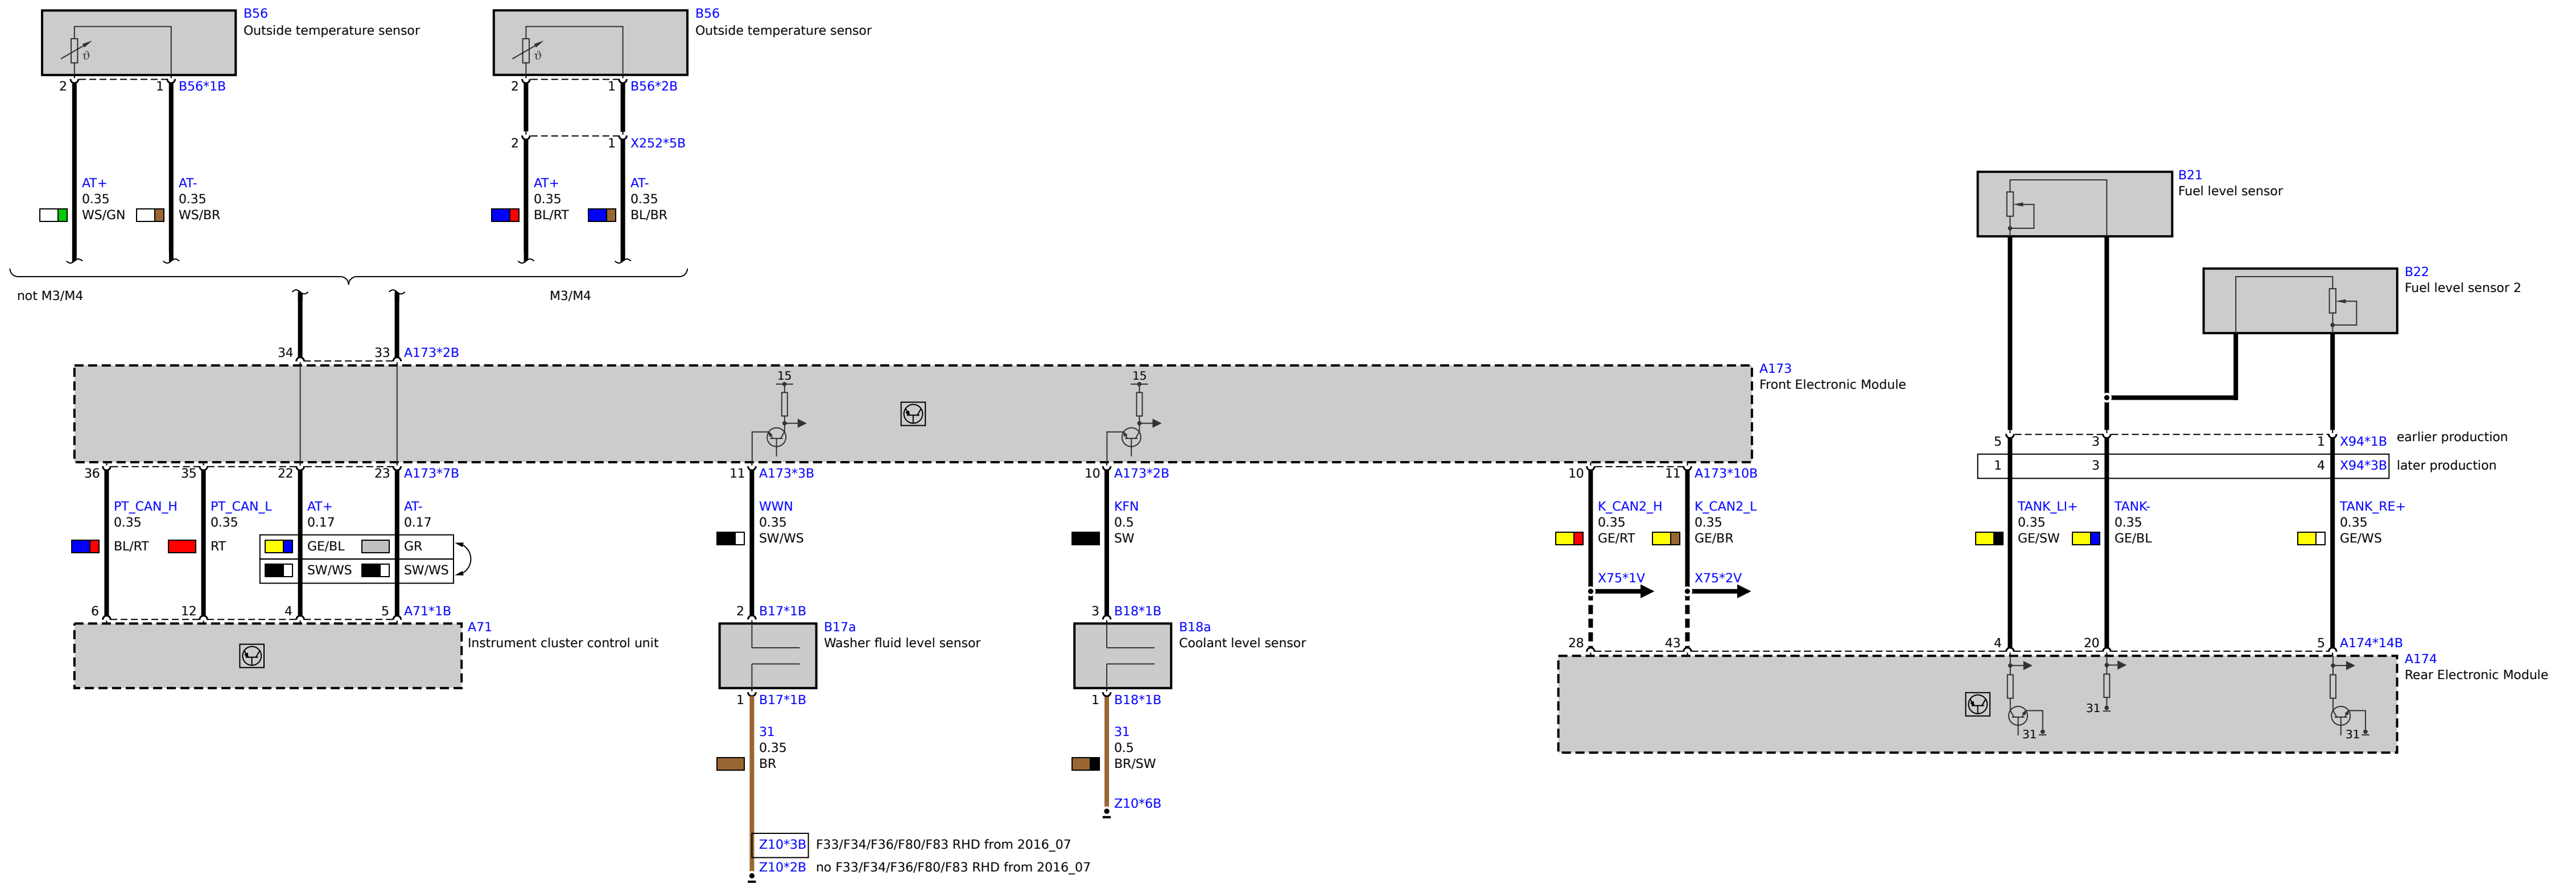 B56
Outside temperature sensor
B56
Outside temperature sensor
ϑ
ϑ
2
1
B56*1B
2
1
B56*2B
2
1
X252*5B
AT+
0.35
WS/GN
AT-
0.35
WS/BR
AT+
0.35
BL/RT
AT-
0.35
BL/BR
not M3/M4
M3/M4
B21
Fuel level sensor
B22
Fuel level sensor 2
34
33
A173*2B
A173
Front Electronic Module
15
15
5
3
1
X94*1B
earlier production
1
3
4
X94*3B
later production
36
35
22
23
A173*7B
11
A173*3B
10
A173*2B
10
11
A173*10B
PT_CAN_H
0.35
BL/RT
PT_CAN_L
0.35
RT
AT+
0.17
GE/BL
SW/WS
AT-
0.17
GR
SW/WS
WWN
0.35
SW/WS
KFN
0.5
SW
K_CAN2_H
0.35
GE/RT
K_CAN2_L
0.35
GE/BR
TANK_LI+
0.35
GE/SW
TANK-
0.35
GE/BL
TANK_RE+
0.35
GE/WS
X75*1V
X75*2V
6
12
4
5
A71*1B
2
B17*1B
3
B18*1B
A71
Instrument cluster control unit
B17a
Washer fluid level sensor
B18a
Coolant level sensor
28
43
4
20
5
A174*14B
A174
Rear Electronic Module
31
31
31
1
B17*1B
1
B18*1B
31
0.35
BR
31
0.5
BR/SW
Z10*6B
Z10*3B
F33/F34/F36/F80/F83 RHD from 2016_07
Z10*2B
no F33/F34/F36/F80/F83 RHD from 2016_07